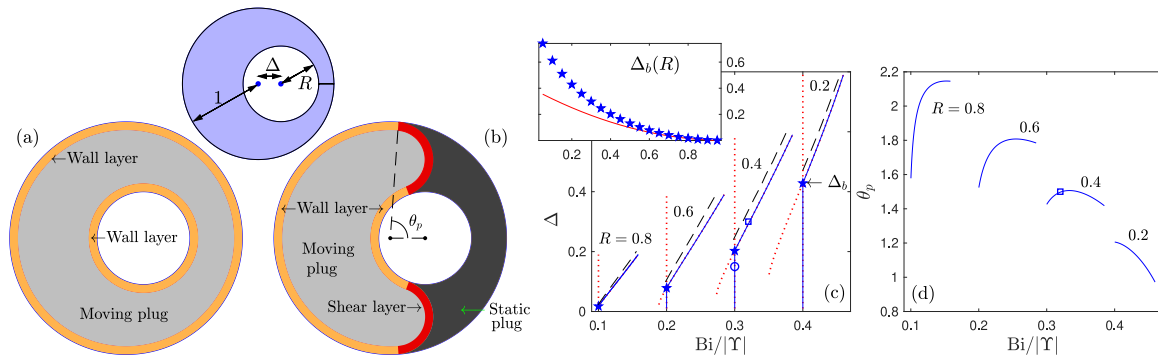 Δ
1
R
(a)
Wall layer
Wall layer
Moving plug
(b)
Wall layer
θp
Moving
plug
Shear layer
Static
plug
Δb(R)
0.6
0.4
0.2
0.2 0.4 0.6 0.8
0.2
0.4
Δb
0.6
R = 0.8
0.4
0.2
0
Δ
(c)
0.1 0.2 0.3 0.4
Bi/|Υ|
2.2
2
1.8
1.6
1.4
1.2
1
0.8
θp
(d)
R = 0.8
0.6
0.4
0.2
0.1 0.2 0.3 0.4
Bi/|Υ|